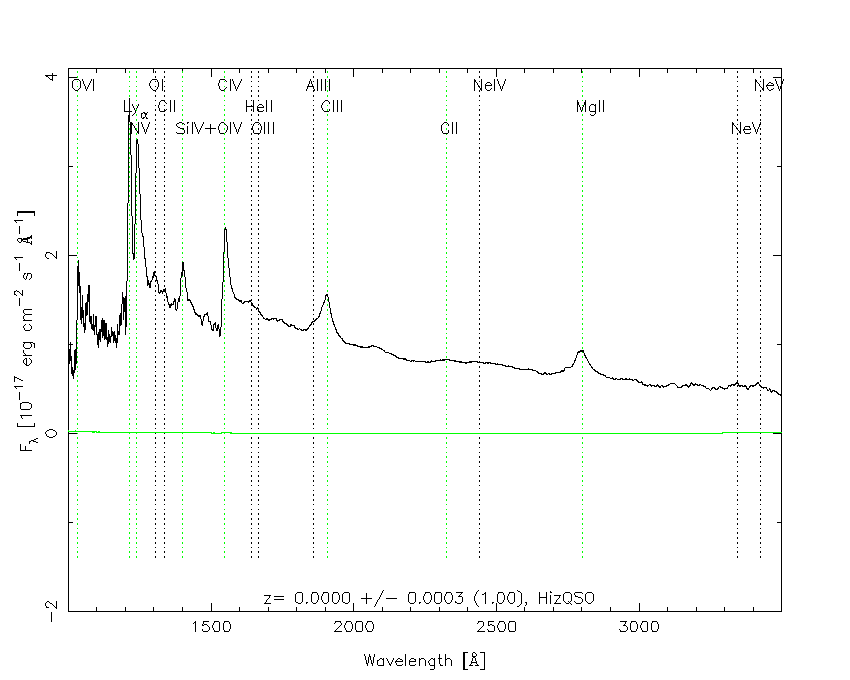 4
OVI OI CIV AlIII NeIV NeV
Lyα CII HeII CIII MgII
NV SiIV+OIV OIII CII NeV
2
0
−2
Fλ [10−17 erg cm−2 s−1 Å−1]
z= 0.0000 +/− 0.0003 (1.00), HizQSO
1500 2000 2500 3000
Wavelength [Å]